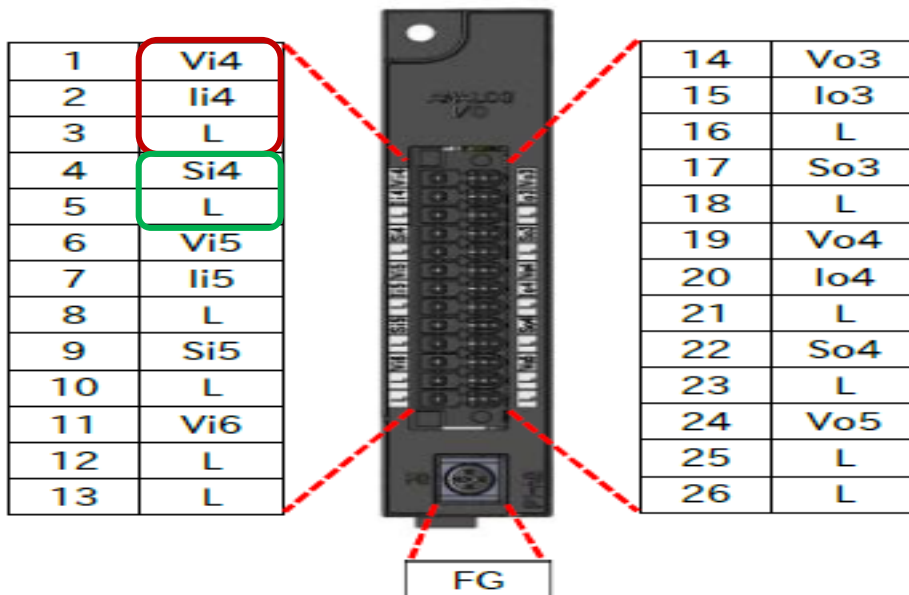 1 Vi4
2 Ii4
3 L
4 Si4
5 L
6 Vi5
7 Ii5
8 L
9 Si5
10 L
11 Vi6
12 L
13 L
ANALOG
I/O
14 Vo3
15 Io3
16 L
17 So3
18 L
19 Vo4
20 Io4
21 L
22 So4
23 L
24 Vo5
25 L
26 L
FG